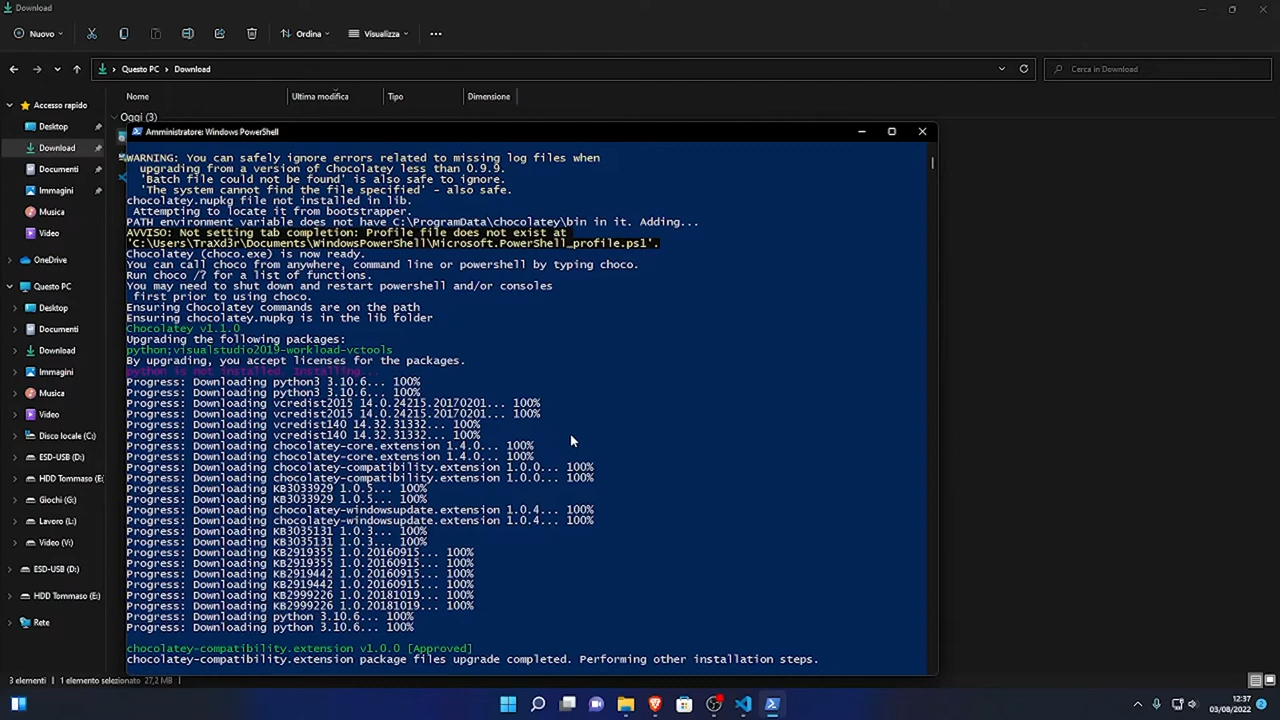 Download
Nuovo
Ordina
Visualizza
Questo PC > Download
Cerca in Download
Nome
Ultima modifica
Tipo
Dimensione
Oggi (3)
Accesso rapido
Desktop
Download
Documenti
Immagini
Musica
Video
OneDrive
Questo PC
Desktop
Documenti
Download
Immagini
Musica
Video
Disco locale (C:)
ESD-USB (D:)
HDD Tommaso (E:
Giochi (G:)
Lavoro (L:)
Video (V:)
ESD-USB (D:)
HDD Tommaso (E:)
Rete
Amministratore: Windows PowerShell
WARNING: You can safely ignore errors related to missing log files when
upgrading from a version of Chocolatey less than 0.9.9.
'Batch file could not be found' is also safe to ignore.
'The system cannot find the file specified' - also safe.
chocolatey.nupkg file not installed in lib.
Attempting to locate it from bootstrapper.
PATH environment variable does not have C:\ProgramData\chocolatey\bin in it. Adding...
AVVISO: Not setting tab completion: Profile file does not exist at
'C:\Users\TraXd3r\Documents\WindowsPowerShell\Microsoft.PowerShell_profile.ps1'.
Chocolatey (choco.exe) is now ready.
You can call choco from anywhere, command line or powershell by typing choco.
Run choco /? for a list of functions.
You may need to shut down and restart powershell and/or consoles
first prior to using choco.
Ensuring Chocolatey commands are on the path
Ensuring chocolatey.nupkg is in the lib folder
Chocolatey v1.1.0
Upgrading the following packages:
python;visualstudio2019-workload-vctools
By upgrading, you accept licenses for the packages.
python is not installed. Installing...
Progress: Downloading python3 3.10.6... 100%
Progress: Downloading python3 3.10.6... 100%
Progress: Downloading vcredist2015 14.0.24215.20170201... 100%
Progress: Downloading vcredist2015 14.0.24215.20170201... 100%
Progress: Downloading vcredist140 14.32.31332... 100%
Progress: Downloading vcredist140 14.32.31332... 100%
Progress: Downloading chocolatey-core.extension 1.4.0... 100%
Progress: Downloading chocolatey-core.extension 1.4.0... 100%
Progress: Downloading chocolatey-compatibility.extension 1.0.0... 100%
Progress: Downloading chocolatey-compatibility.extension 1.0.0... 100%
Progress: Downloading KB3033929 1.0.5... 100%
Progress: Downloading KB3033929 1.0.5... 100%
Progress: Downloading chocolatey-windowsupdate.extension 1.0.4... 100%
Progress: Downloading chocolatey-windowsupdate.extension 1.0.4... 100%
Progress: Downloading KB3035131 1.0.3... 100%
Progress: Downloading KB3035131 1.0.3... 100%
Progress: Downloading KB2919355 1.0.20160915... 100%
Progress: Downloading KB2919355 1.0.20160915... 100%
Progress: Downloading KB2919442 1.0.20160915... 100%
Progress: Downloading KB2919442 1.0.20160915... 100%
Progress: Downloading KB2999226 1.0.20181019... 100%
Progress: Downloading KB2999226 1.0.20181019... 100%
Progress: Downloading python 3.10.6... 100%
Progress: Downloading python 3.10.6... 100%
chocolatey-compatibility.extension v1.0.0 [Approved]
chocolatey-compatibility.extension package files upgrade completed. Performing other installation steps.
3 elementi
1 elemento selezionato 27,2 MB
12:37
03/08/2022